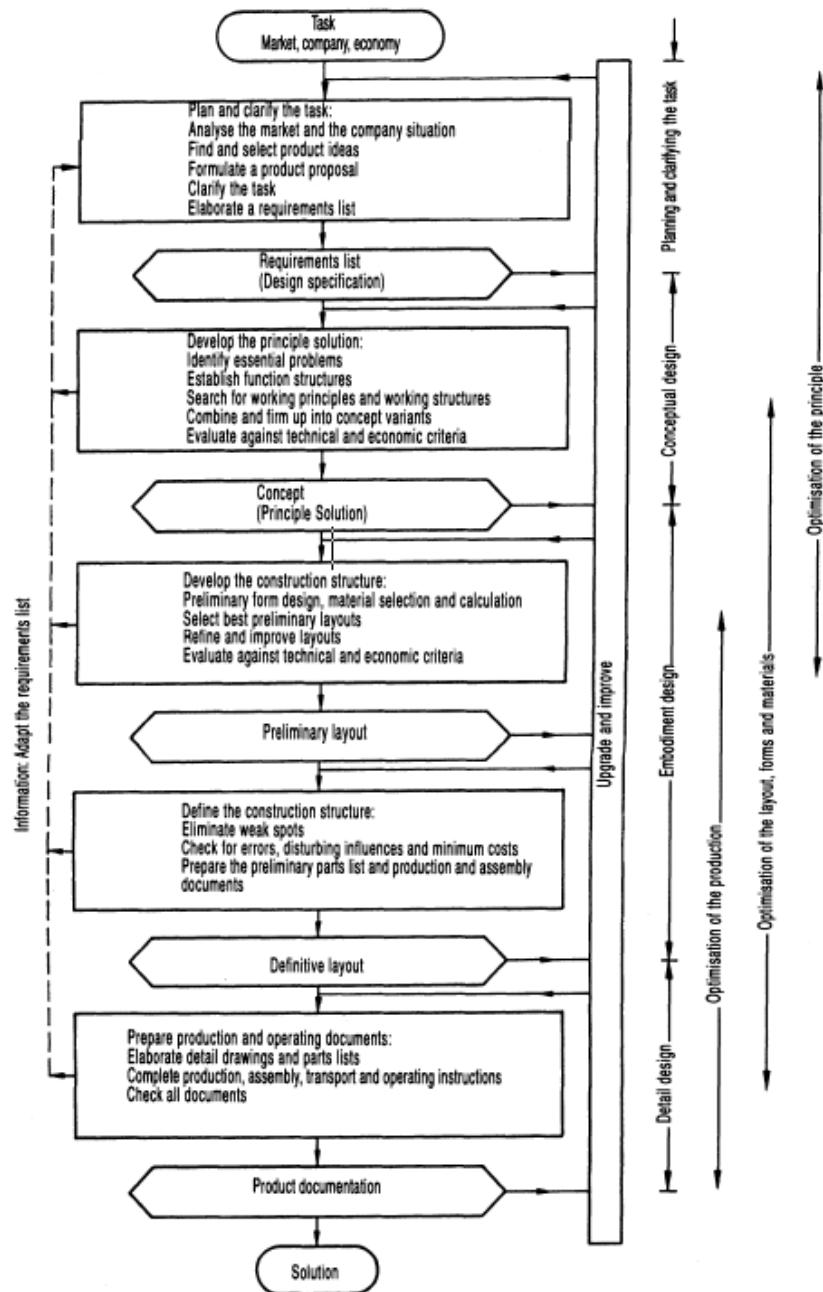 Task
Market, company, economy
Plan and clarify the task:
Analyse the market and the company situation
Find and select product ideas
Formulate a product proposal
Clarify the task
Elaborate a requirements list
Requirements list
(Design specification)
Develop the principle solution:
Identify essential problems
Establish function structures
Search for working principles and working structures
Combine and firm up into concept variants
Evaluate against technical and economic criteria
Concept
(Principle Solution)
Develop the construction structure:
Preliminary form design, material selection and calculation
Select best preliminary layouts
Refine and improve layouts
Evaluate against technical and economic criteria
Preliminary layout
Define the construction structure:
Eliminate weak spots
Check for errors, disturbing influences and minimum costs
Prepare the preliminary parts list and production and assembly
documents
Definitive layout
Prepare production and operating documents:
Elaborate detail drawings and parts lists
Complete production, assembly, transport and operating instructions
Check all documents
Product documentation
Solution
Information: Adapt the requirements list
Upgrade and improve
Planning and clarifying the task
Conceptual design
Embodiment design
Detail design
Optimisation of the production
Optimisation of the layout, forms and materials
Optimisation of the principle